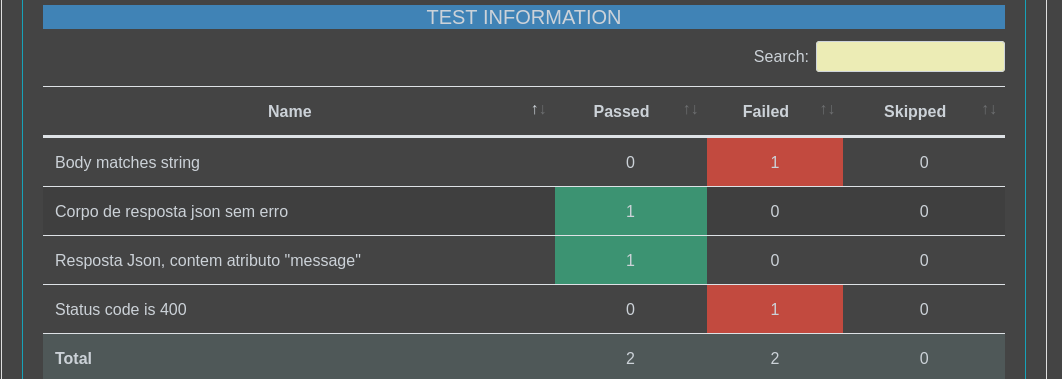 TEST INFORMATION
Search:
Name ↑↓ Passed ↑↓ Failed ↑↓ Skipped ↑↓
Body matches string 0 1 0
Corpo de resposta json sem erro 1 0 0
Resposta Json, contem atributo "message" 1 0 0
Status code is 400 0 1 0
Total 2 2 0